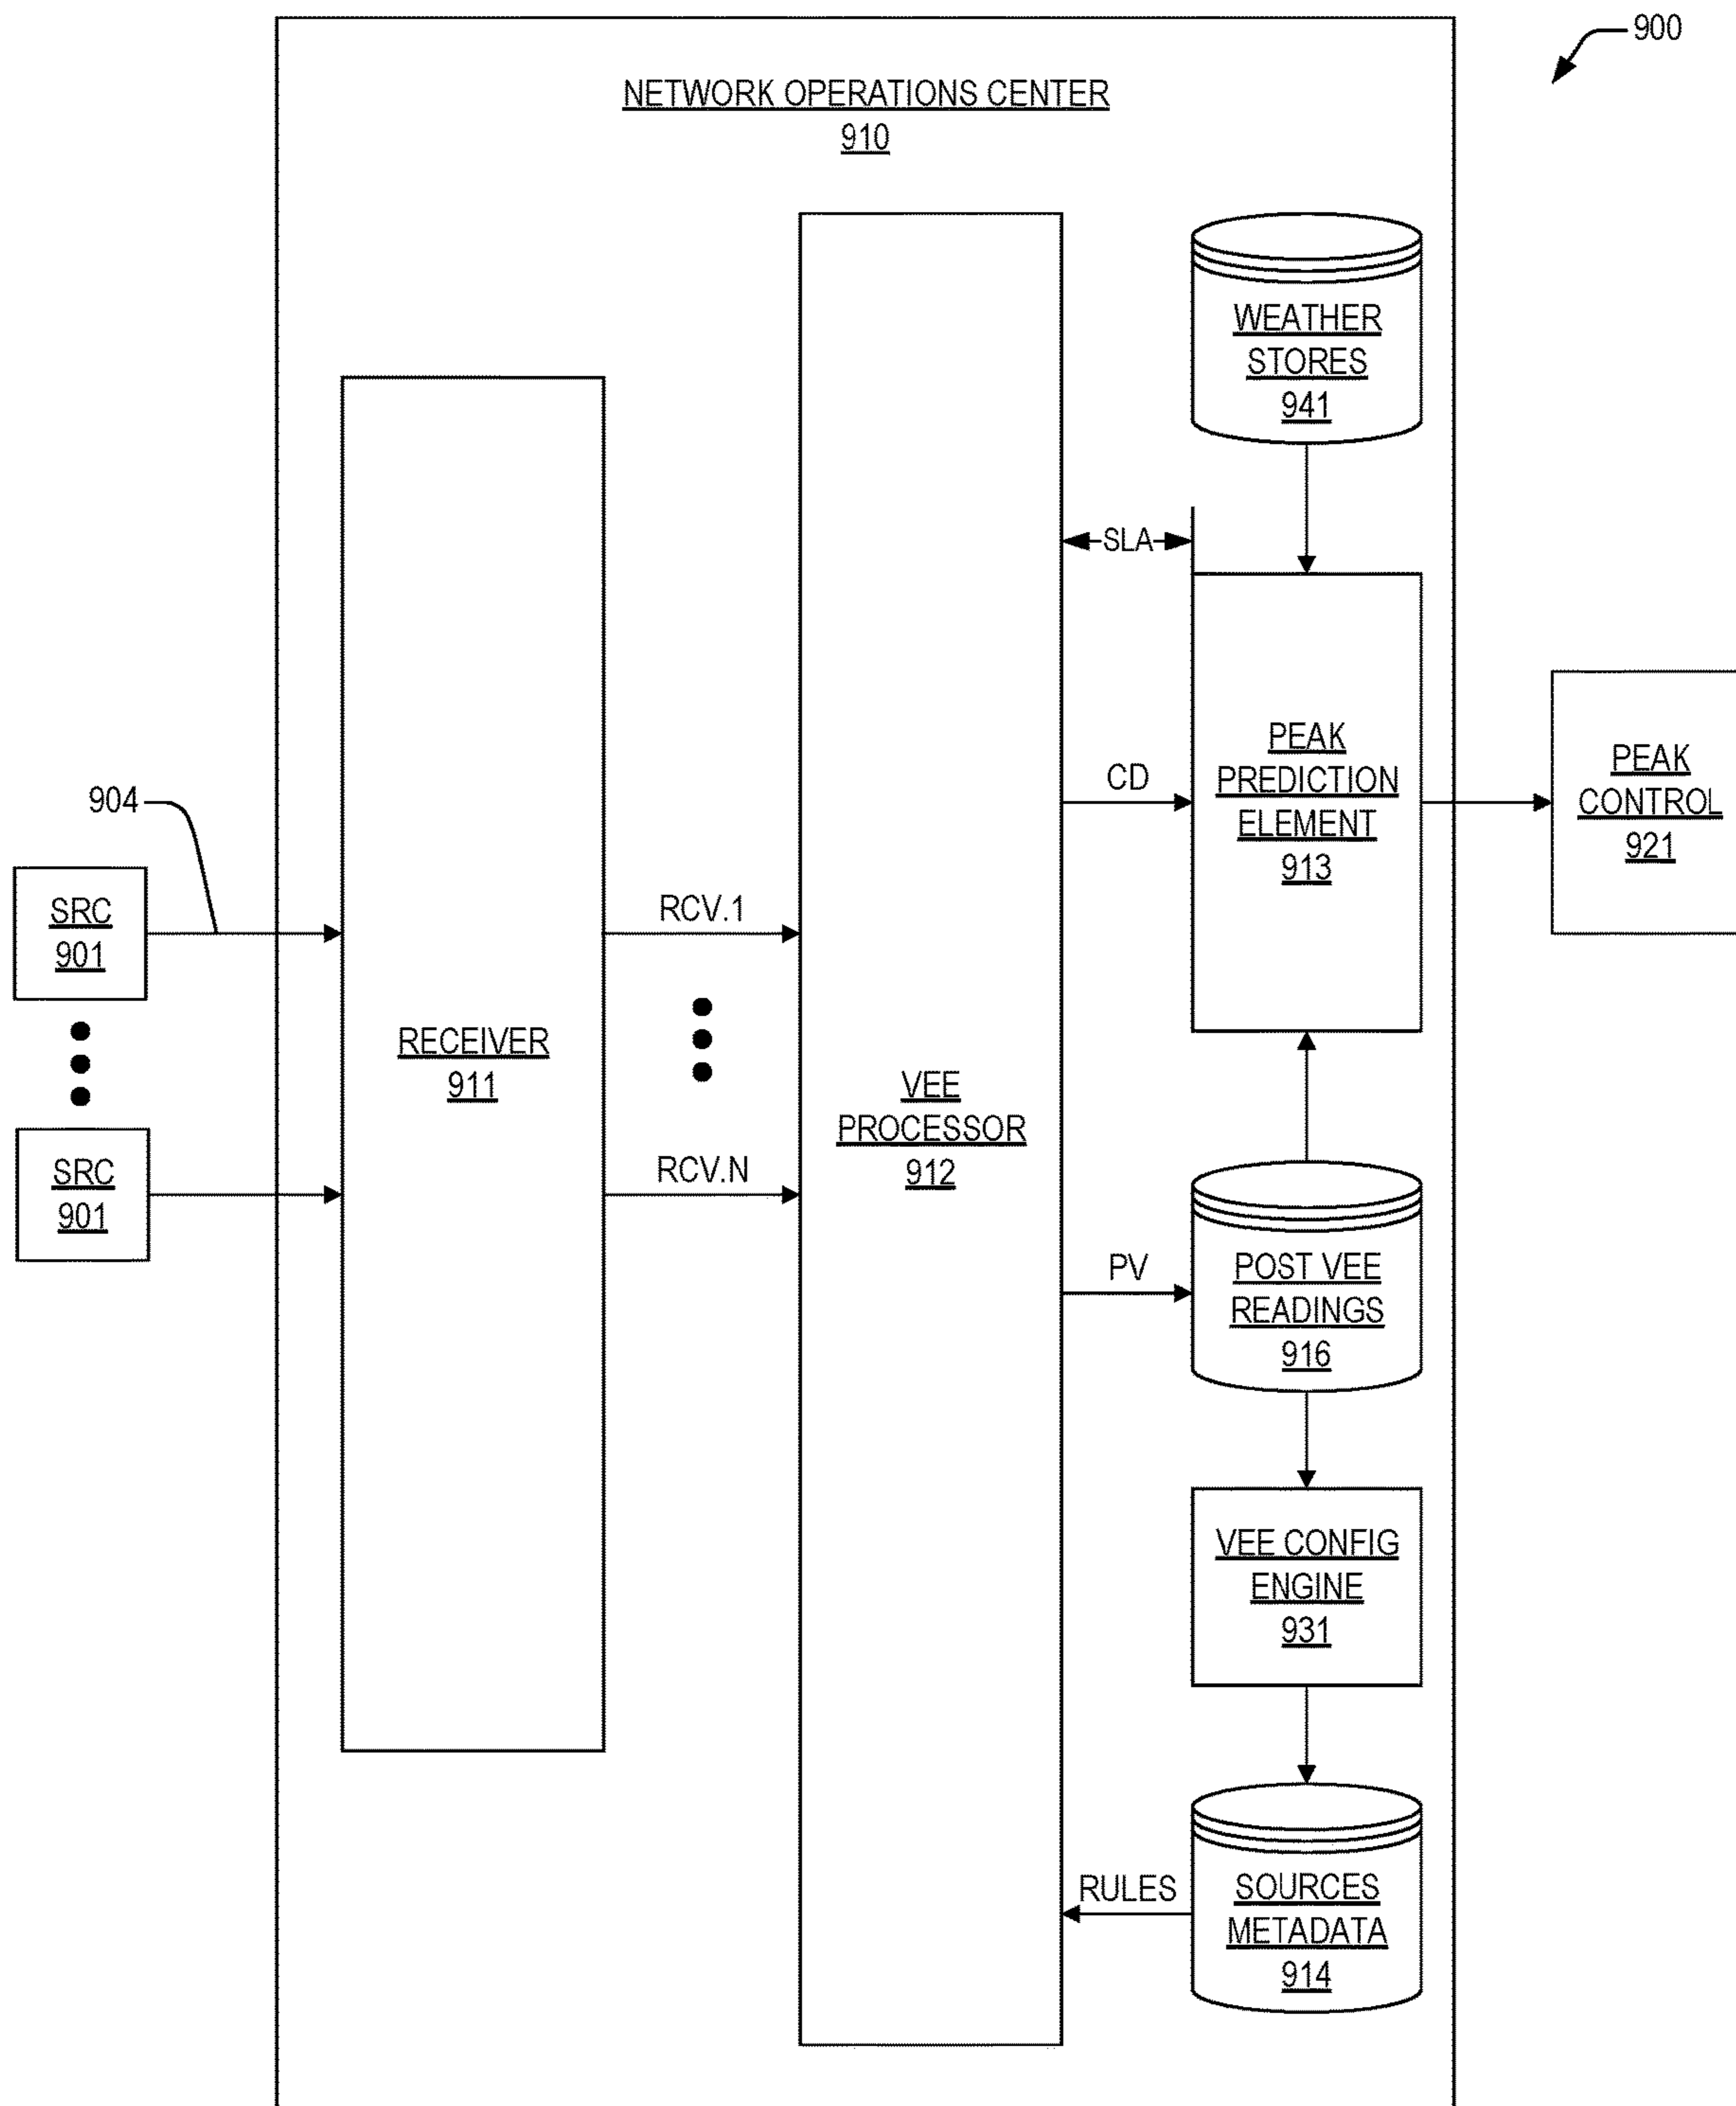 900
NETWORK OPERATIONS CENTER
910
WEATHER
STORES
941
SLA
PEAK
PREDICTION
ELEMENT
913
CD
PEAK
CONTROL
921
904
SRC
901
RCV.1
RECEIVER
911
VEE
PROCESSOR
912
SRC
901
RCV.N
PV
POST VEE
READINGS
916
VEE CONFIG
ENGINE
931
RULES
SOURCES
METADATA
914